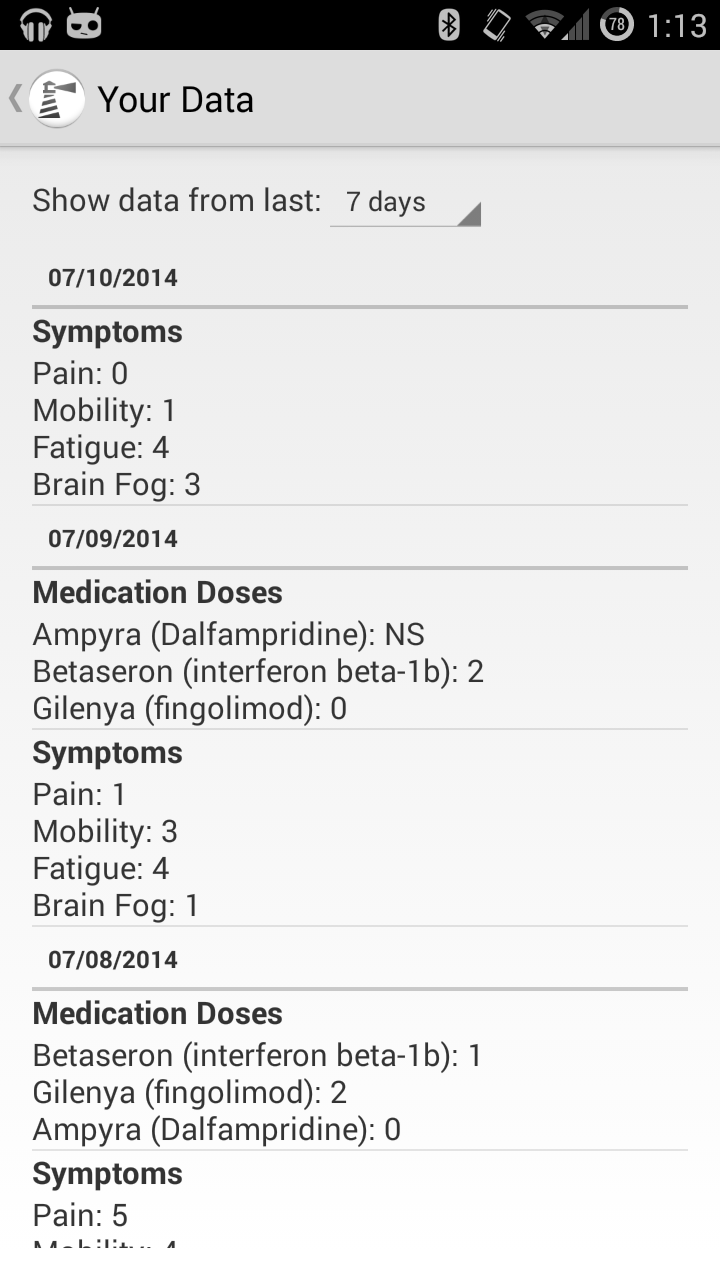 78 1:13
Your Data
Show data from last: 7 days
07/10/2014
Symptoms
Pain: 0
Mobility: 1
Fatigue: 4
Brain Fog: 3
07/09/2014
Medication Doses
Ampyra (Dalfampridine): NS
Betaseron (interferon beta-1b): 2
Gilenya (fingolimod): 0
Symptoms
Pain: 1
Mobility: 3
Fatigue: 4
Brain Fog: 1
07/08/2014
Medication Doses
Betaseron (interferon beta-1b): 1
Gilenya (fingolimod): 2
Ampyra (Dalfampridine): 0
Symptoms
Pain: 5
Mobility: 4